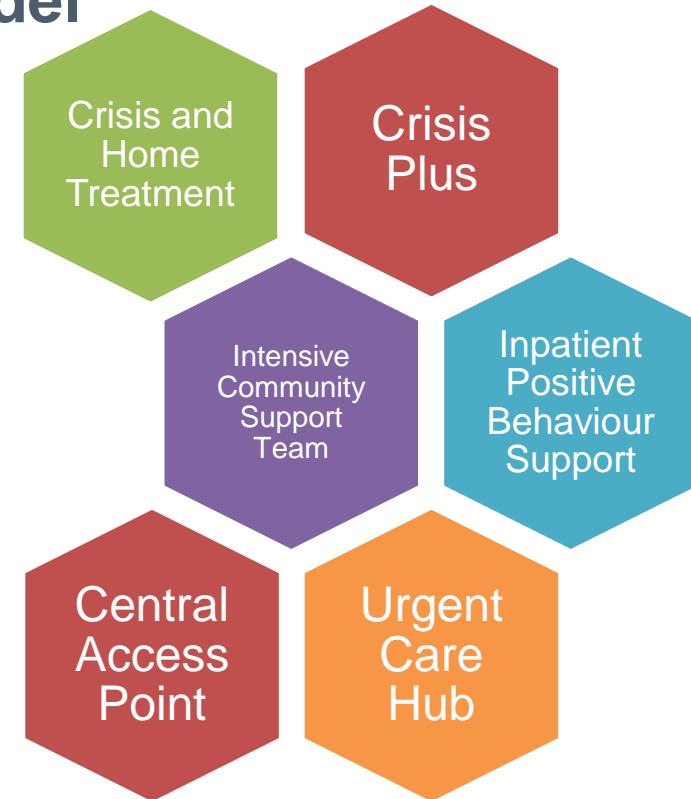 Crisis and
Home
Treatment
Crisis
Plus
Intensive
Community
Support
Team
Inpatient
Positive
Behaviour
Support
Central
Access
Point
Urgent
Care
Hub